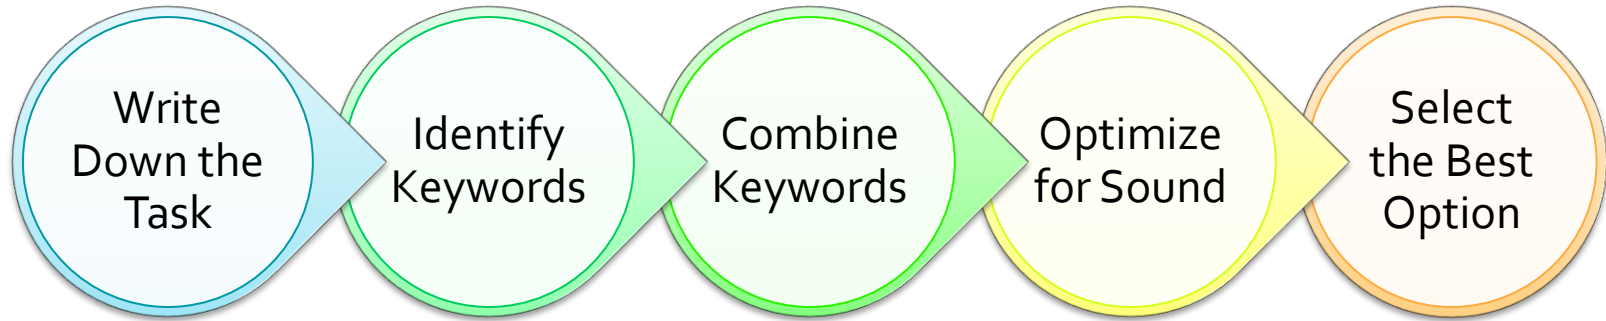 Write
Down the
Task
Identify
Keywords
Combine
Keywords
Optimize
for Sound
Select
the Best
Option